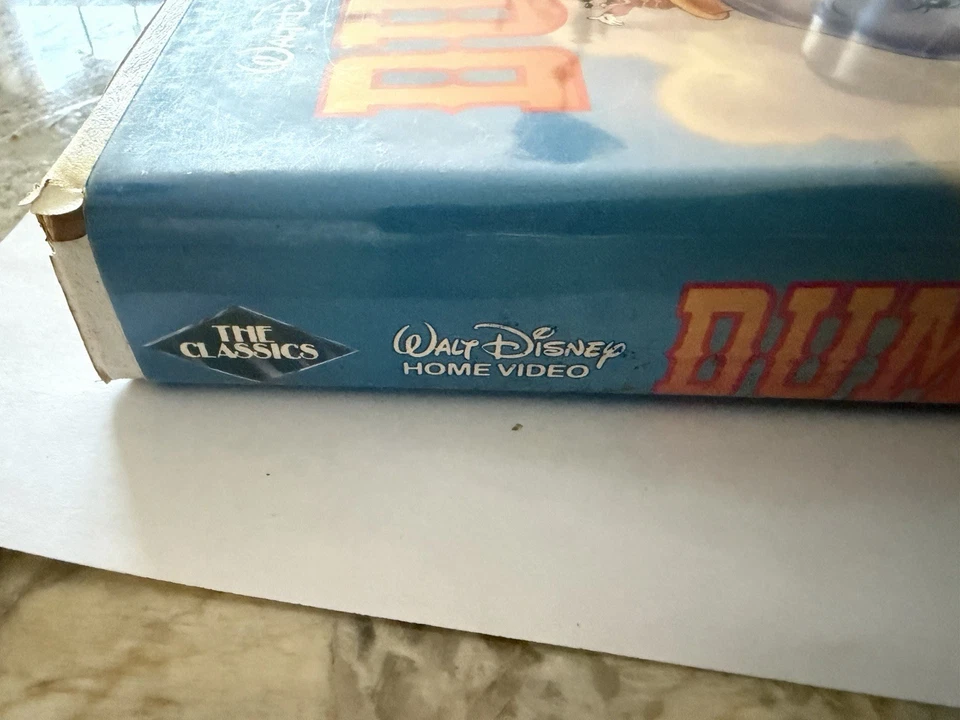 THE
CLASSICS
WALT DISNEY
HOME VIDEO
DUM
B